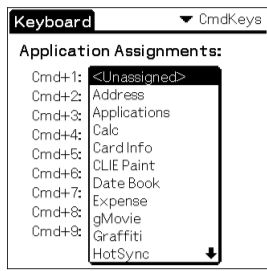 Keyboard ▼ CmdKeys
Application Assignments:
Cmd+1: <Unassigned>
Cmd+2: Address
Cmd+3: Applications
Cmd+4: Calc
Cmd+5: Card Info
Cmd+6: CLIE Paint
Cmd+7: Date Book
Cmd+8: Expense
Cmd+9: gMovie
Graffiti
HotSync